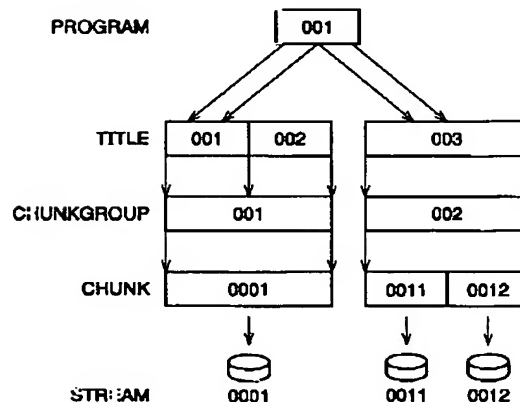 PROGRAM 001
TITLE 001 002 003
CHUNKGROUP 001 002
CHUNK 0001 0011 0012
STREAM 0001 0011 0012